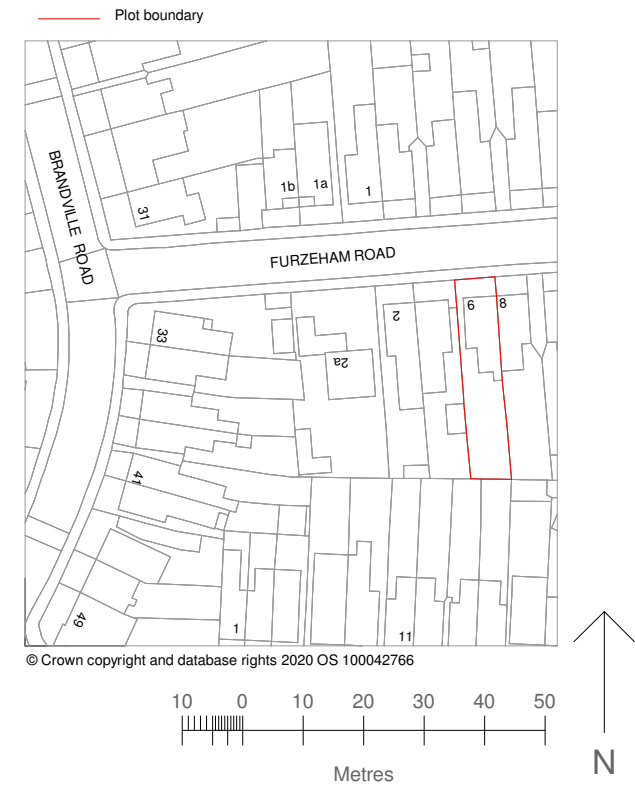 Plot boundary
BRANDVILLE ROAD
31
1b
1a
1
FURZEHAM ROAD
33
2a
2
6
8
41
49
1
11
© Crown copyright and database rights 2020 OS 100042766
10 0 10 20 30 40 50
Metres
N